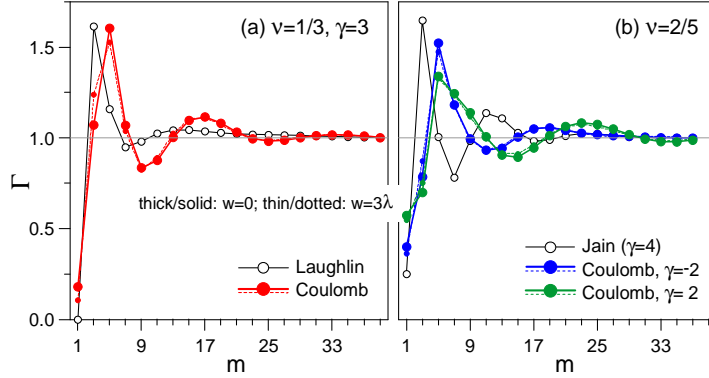 (a) ν=1/3, γ=3
(b) ν=2/5
1.5
1.0
0.5
0.0
Γ
thick/solid: w=0; thin/dotted: w=3λ
Laughlin
Coulomb
Jain (γ=4)
Coulomb, γ=-2
Coulomb, γ= 2
1 9 17 25 33
1 9 17 25 33
m
m